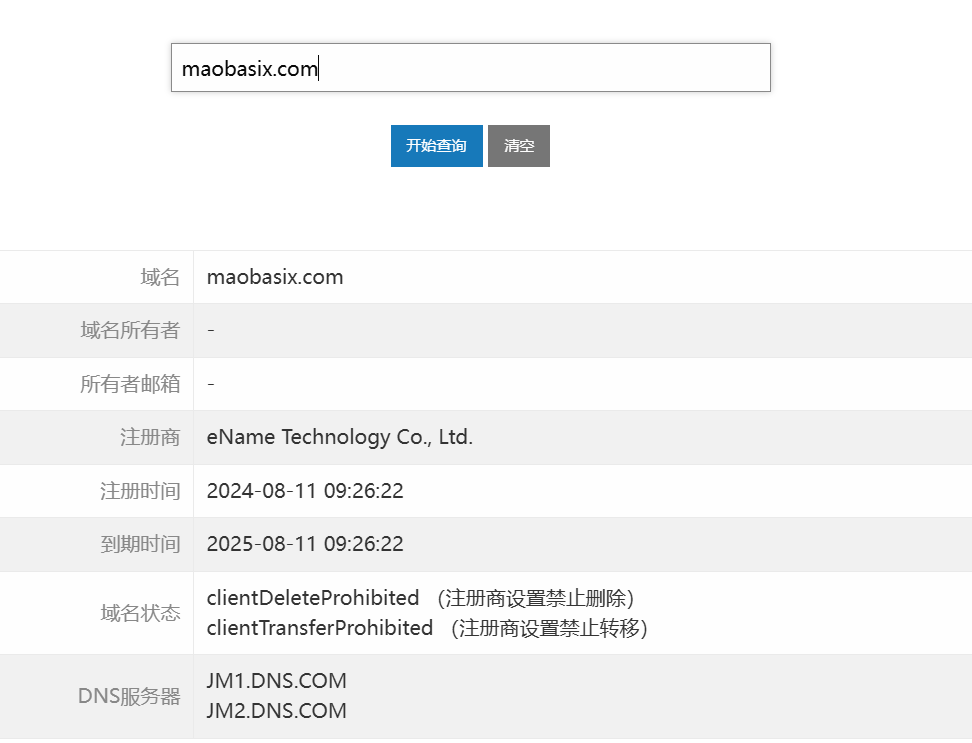 maobasix.com
开始查询 清空
域名 maobasix.com
域名所有者 -
所有者邮箱 -
注册商 eName Technology Co., Ltd.
注册时间 2024-08-11 09:26:22
到期时间 2025-08-11 09:26:22
域名状态 clientDeleteProhibited （注册商设置禁止删除）
clientTransferProhibited （注册商设置禁止转移）
DNS服务器 JM1.DNS.COM
JM2.DNS.COM